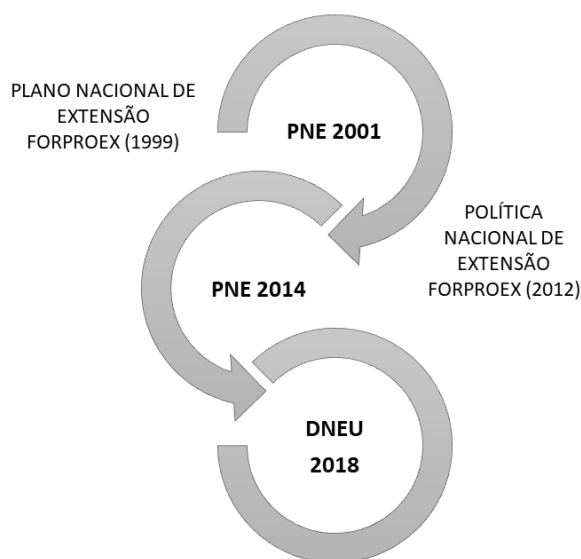 PLANO NACIONAL DE
EXTENSÃO
FORPROEX (1999)
PNE 2001
POLÍTICA
NACIONAL DE
EXTENSÃO
FORPROEX (2012)
PNE 2014
DNEU
2018